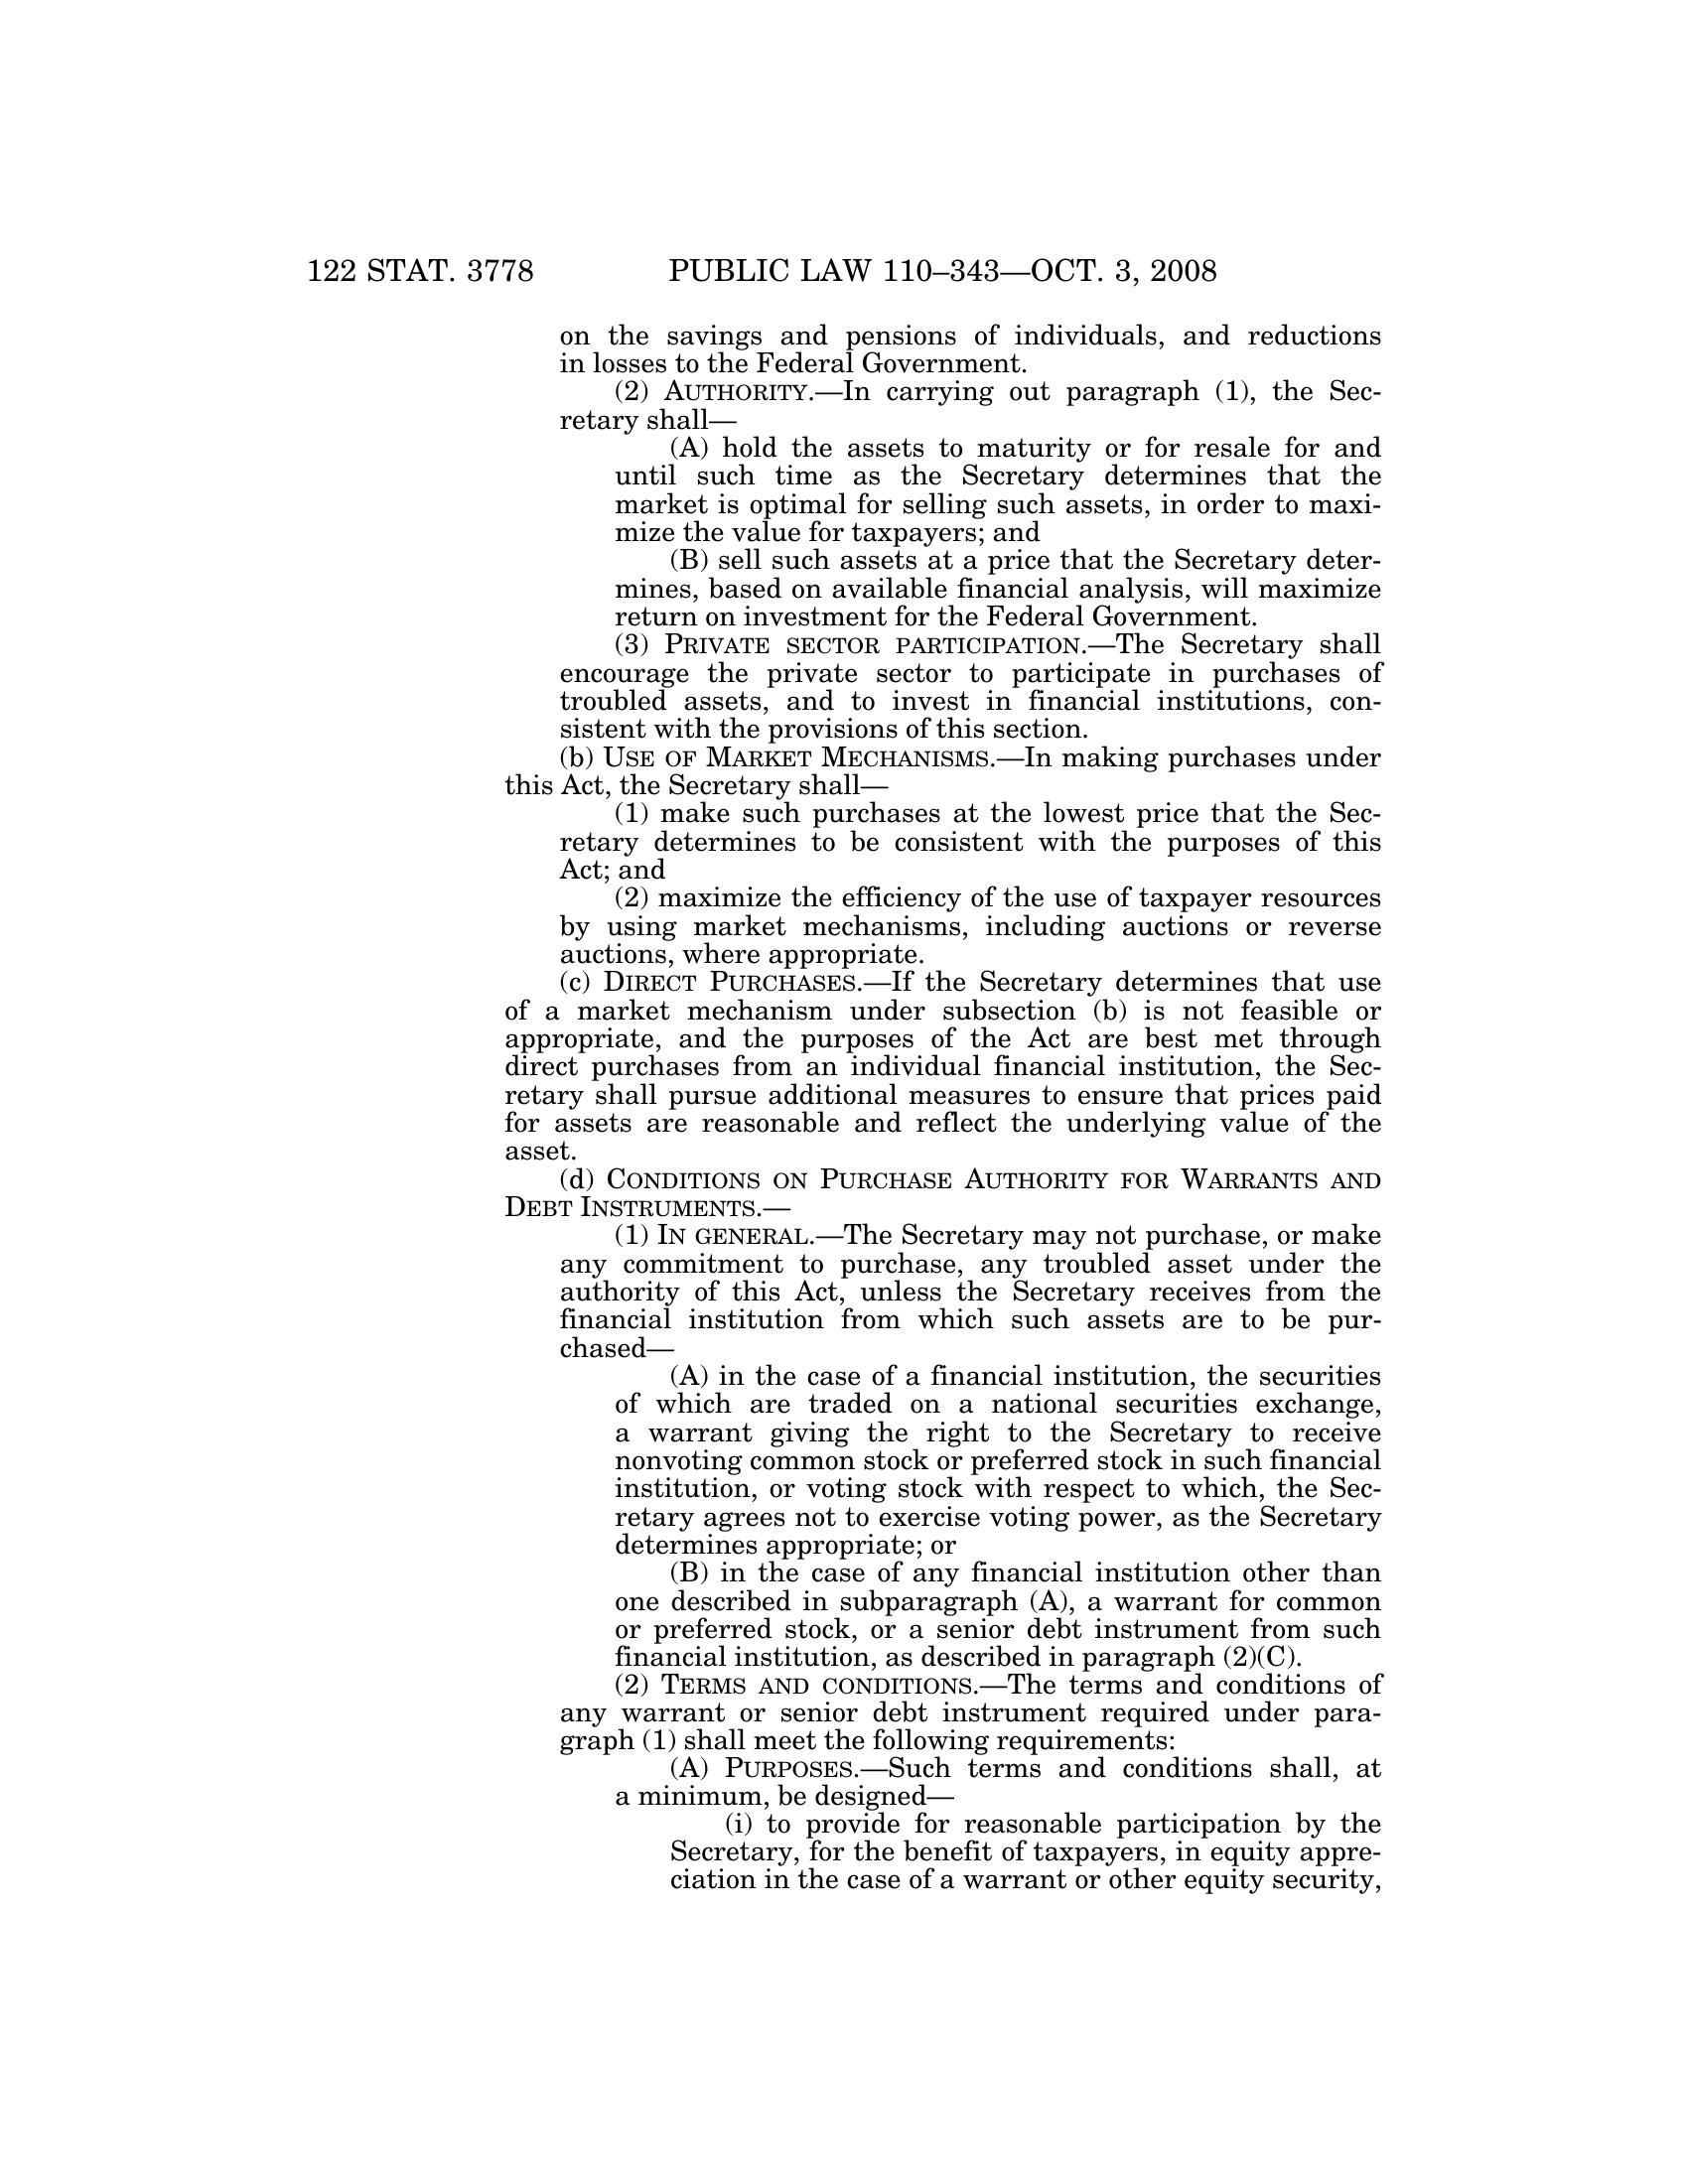 122 STAT. 3778 PUBLIC LAW 110–343—OCT. 3, 2008
on the savings and pensions of individuals, and reductions
in losses to the Federal Government.
(2) AUTHORITY.—In carrying out paragraph (1), the Sec-
retary shall—
(A) hold the assets to maturity or for resale for and
until such time as the Secretary determines that the
market is optimal for selling such assets, in order to maxi-
mize the value for taxpayers; and
(B) sell such assets at a price that the Secretary deter-
mines, based on available financial analysis, will maximize
return on investment for the Federal Government.
(3) PRIVATE SECTOR PARTICIPATION.—The Secretary shall
encourage the private sector to participate in purchases of
troubled assets, and to invest in financial institutions, con-
sistent with the provisions of this section.
(b) USE OF MARKET MECHANISMS.—In making purchases under
this Act, the Secretary shall—
(1) make such purchases at the lowest price that the Sec-
retary determines to be consistent with the purposes of this
Act; and
(2) maximize the efficiency of the use of taxpayer resources
by using market mechanisms, including auctions or reverse
auctions, where appropriate.
(c) DIRECT PURCHASES.—If the Secretary determines that use
of a market mechanism under subsection (b) is not feasible or
appropriate, and the purposes of the Act are best met through
direct purchases from an individual financial institution, the Sec-
retary shall pursue additional measures to ensure that prices paid
for assets are reasonable and reflect the underlying value of the
asset.
(d) CONDITIONS ON PURCHASE AUTHORITY FOR WARRANTS AND
DEBT INSTRUMENTS.—
(1) IN GENERAL.—The Secretary may not purchase, or make
any commitment to purchase, any troubled asset under the
authority of this Act, unless the Secretary receives from the
financial institution from which such assets are to be pur-
chased—
(A) in the case of a financial institution, the securities
of which are traded on a national securities exchange,
a warrant giving the right to the Secretary to receive
nonvoting common stock or preferred stock in such financial
institution, or voting stock with respect to which, the Sec-
retary agrees not to exercise voting power, as the Secretary
determines appropriate; or
(B) in the case of any financial institution other than
one described in subparagraph (A), a warrant for common
or preferred stock, or a senior debt instrument from such
financial institution, as described in paragraph (2)(C).
(2) TERMS AND CONDITIONS.—The terms and conditions of
any warrant or senior debt instrument required under para-
graph (1) shall meet the following requirements:
(A) PURPOSES.—Such terms and conditions shall, at
a minimum, be designed—
(i) to provide for reasonable participation by the
Secretary, for the benefit of taxpayers, in equity appre-
ciation in the case of a warrant or other equity security,